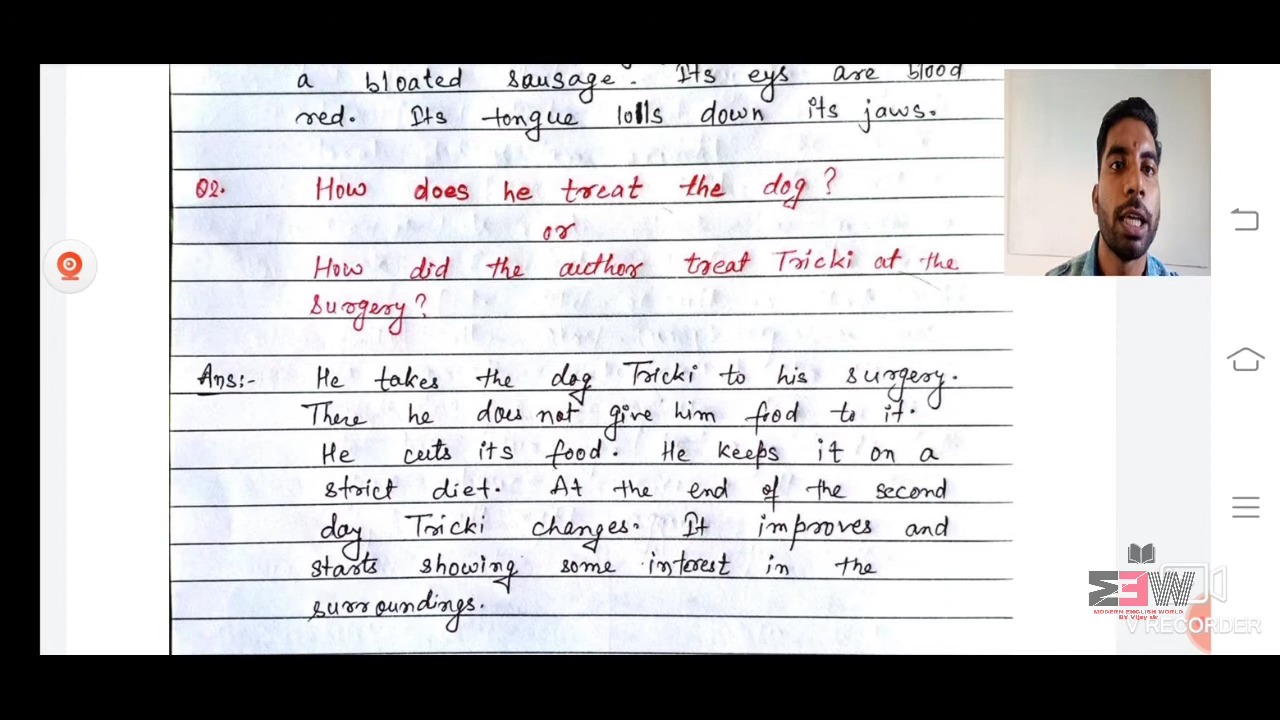 a bloated sausage. Its eys are blood
red. Its tongue lolls down its jaws.
Q2. How does he treat the dog?
or
How did the author treat Tricki at the
surgery?
Ans:- He takes the dog Tricki to his surgery.
There he does not give him food to it.
He cuts its food. He keeps it on a
strict diet. At the end of the second
day Tricki changes. It improves and
starts showing some interest in the
surroundings.
MODERN ENGLISH WORLD
V RECORDER